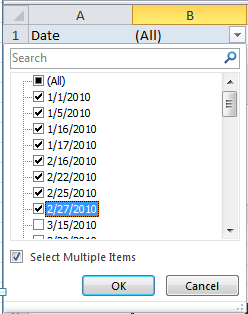 A B
1 Date (All)
Search
(All)
1/1/2010
1/5/2010
1/16/2010
1/17/2010
2/16/2010
2/22/2010
2/25/2010
2/27/2010
3/15/2010
Select Multiple Items
OK Cancel